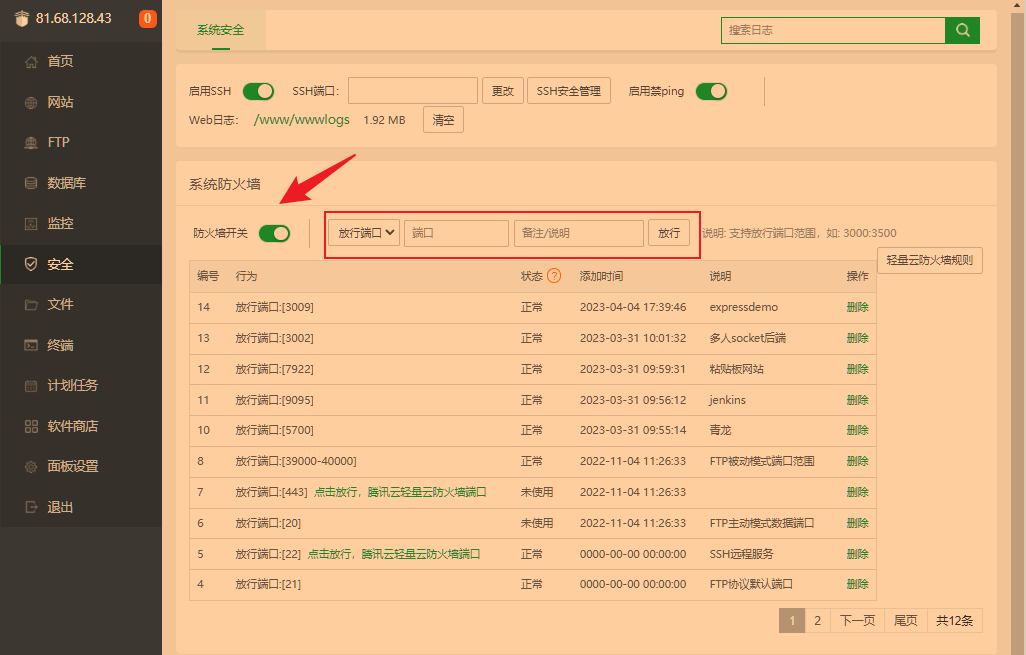 81.68.128.43 0
首页
网站
FTP
数据库
监控
安全
文件
终端
计划任务
软件商店
面板设置
退出
系统安全 搜索日志
启用SSH SSH端口: 更改 SSH安全管理 启用禁ping
Web日志: /www/wwwlogs 1.92 MB 清空
系统防火墙
防火墙开关 放行端口 端口 备注/说明 放行 说明: 支持放行端口范围，如: 3000:3500
轻量云防火墙规则
编号 行为 状态 ? 添加时间 说明 操作
14 放行端口:[3009] 正常 2023-04-04 17:39:46 expressdemo 删除
13 放行端口:[3002] 正常 2023-03-31 10:01:32 多人socket后端 删除
12 放行端口:[7922] 正常 2023-03-31 09:59:31 粘贴板网站 删除
11 放行端口:[9095] 正常 2023-03-31 09:56:12 jenkins 删除
10 放行端口:[5700] 正常 2023-03-31 09:55:14 青龙 删除
8 放行端口:[39000-40000] 正常 2022-11-04 11:26:33 FTP被动模式端口范围 删除
7 放行端口:[443] 点击放行，腾讯云轻量云防火墙端口 未使用 2022-11-04 11:26:33 删除
6 放行端口:[20] 未使用 2022-11-04 11:26:33 FTP主动模式数据端口 删除
5 放行端口:[22] 点击放行，腾讯云轻量云防火墙端口 正常 0000-00-00 00:00:00 SSH远程服务 删除
4 放行端口:[21] 正常 0000-00-00 00:00:00 FTP协议默认端口 删除
1 2 下一页 尾页 共12条